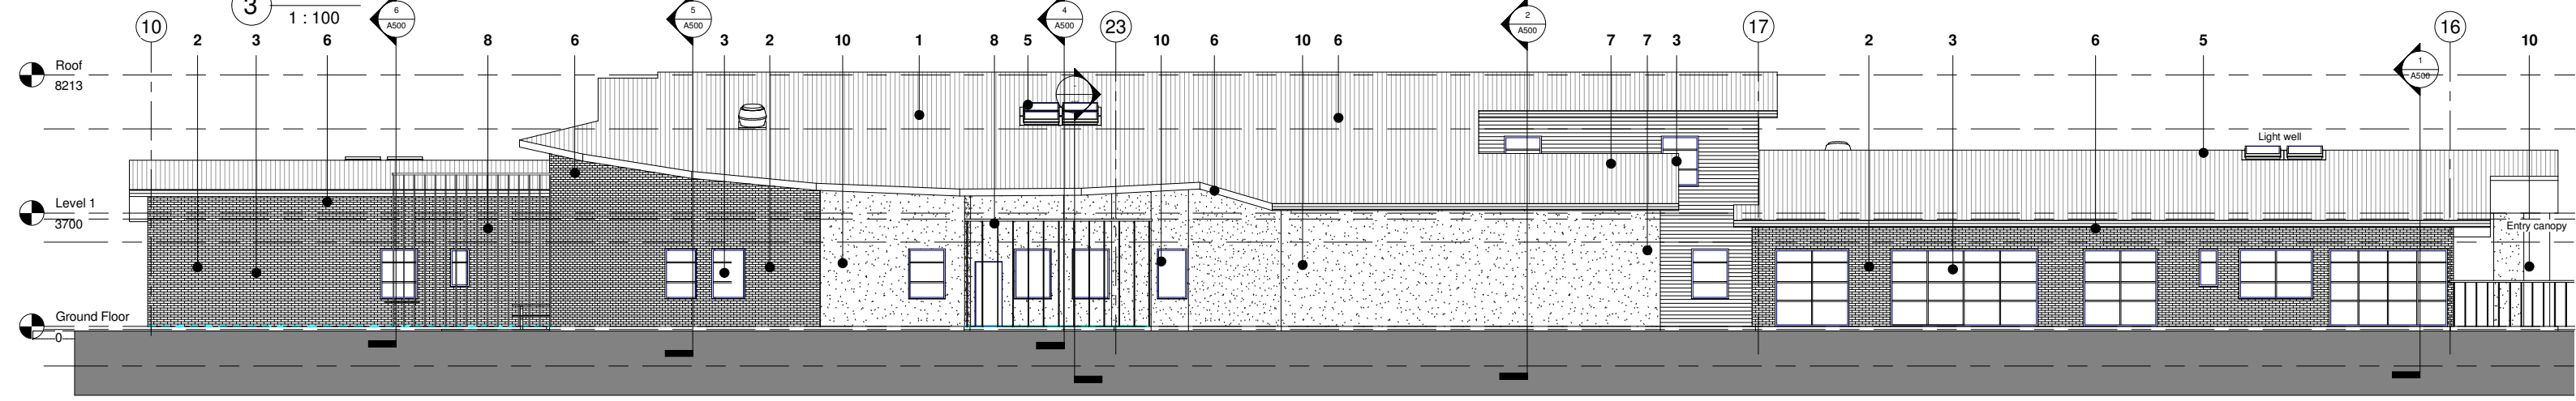 3
1 : 100
6
A500
5
A500
4
A500
2
A500
1
A500
10
23
17
16
2 3 6 8 6 3 2 10 1 8 5 10 6 10 6 7 7 3 2 3 6 5 10
Roof
8213
Light well
Level 1
3700
Entry canopy
Ground Floor
0